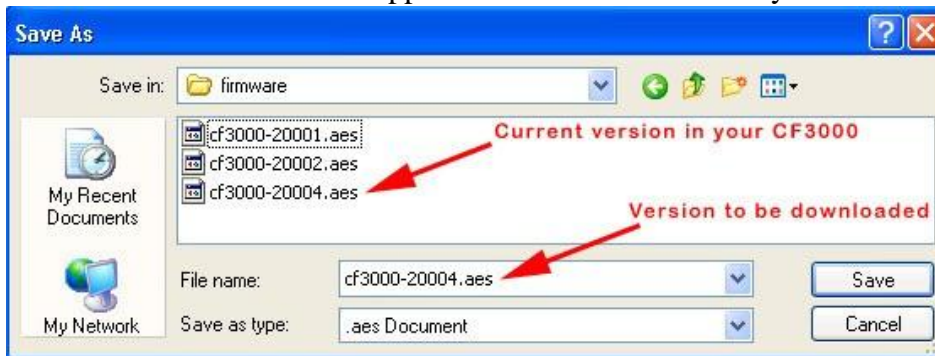 Save As
Save in:
firmware
cf3000-20001.aes
Current version in your CF3000
cf3000-20002.aes
cf3000-20004.aes
My Recent
Documents
Version to be downloaded
File name:
cf3000-20004.aes
Save
My Network
Save as type:
.aes Document
Cancel